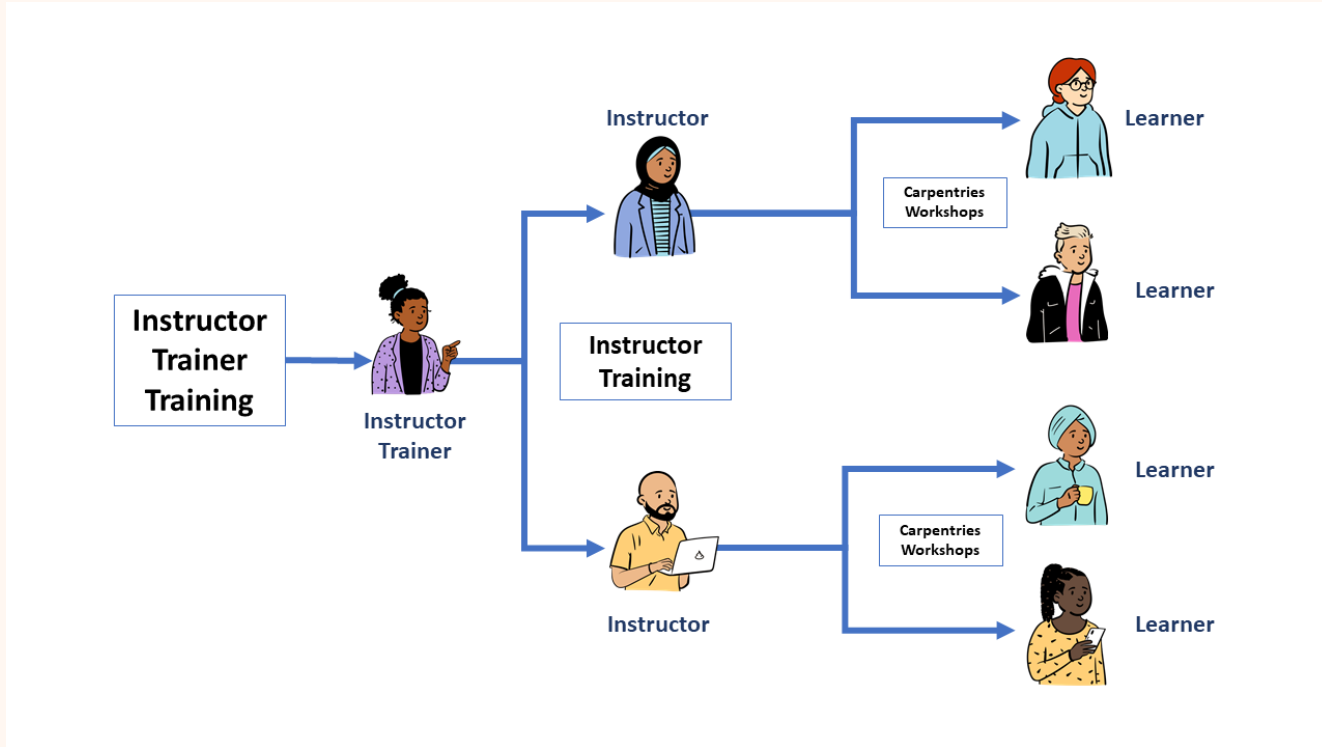 Instructor
Trainer
Training
Instructor
Trainer
Instructor
Instructor
Training
Instructor
Carpentries
Workshops
Learner
Learner
Carpentries
Workshops
Learner
Learner